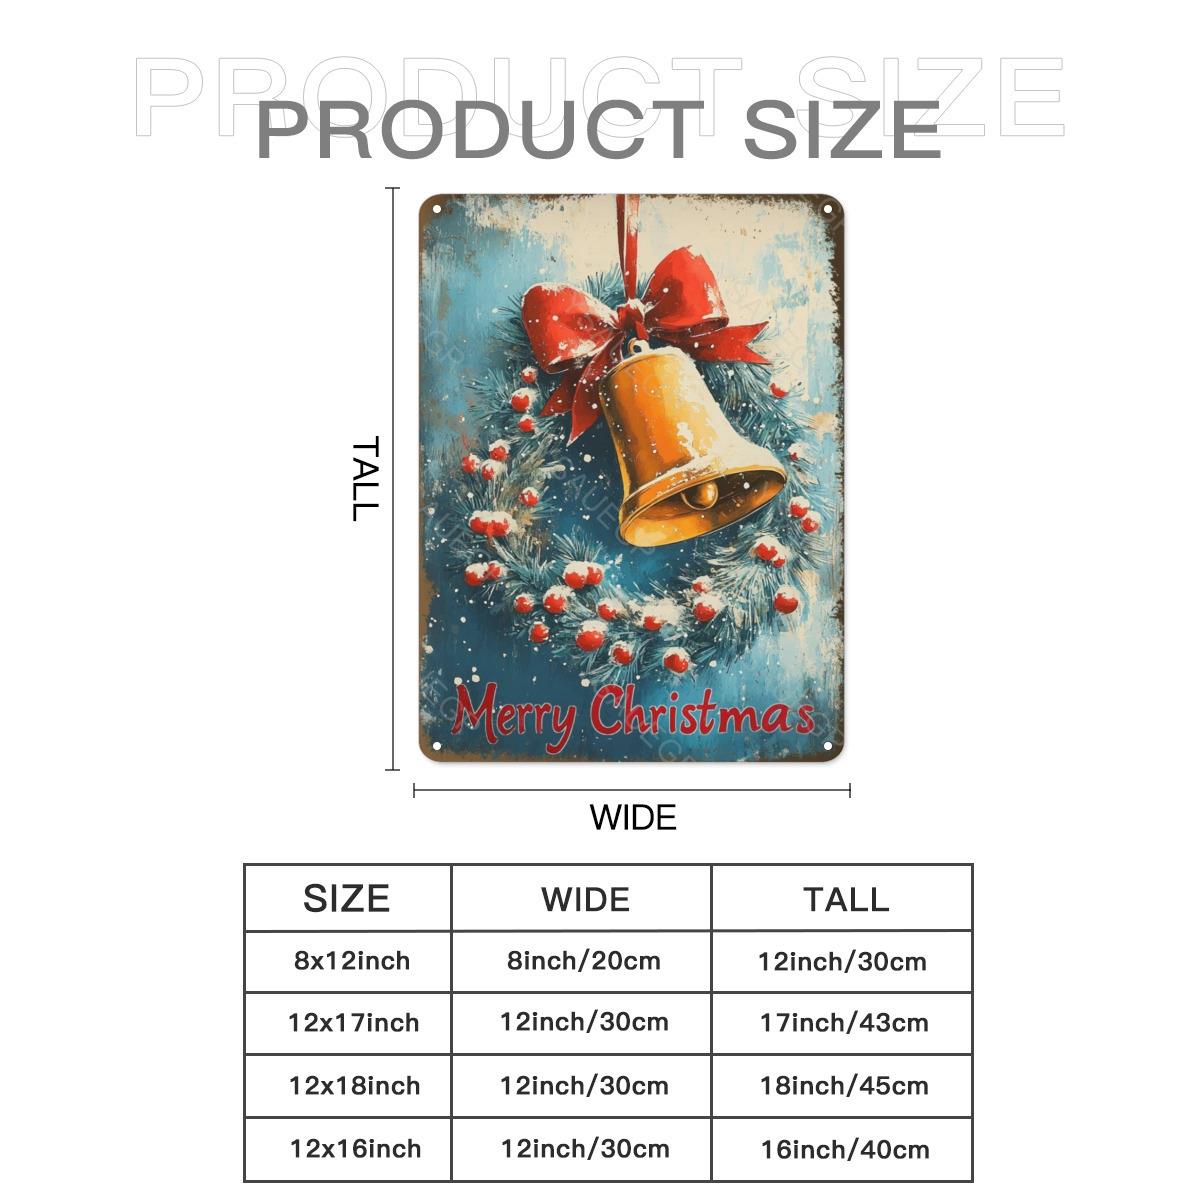 PRODUCT SIZE
PRODUCT SIZE
TALL
Merry Christmas
WIDE
SIZE WIDE TALL
8x12inch 8inch/20cm 12inch/30cm
12x17inch 12inch/30cm 17inch/43cm
12x18inch 12inch/30cm 18inch/45cm
12x16inch 12inch/30cm 16inch/40cm